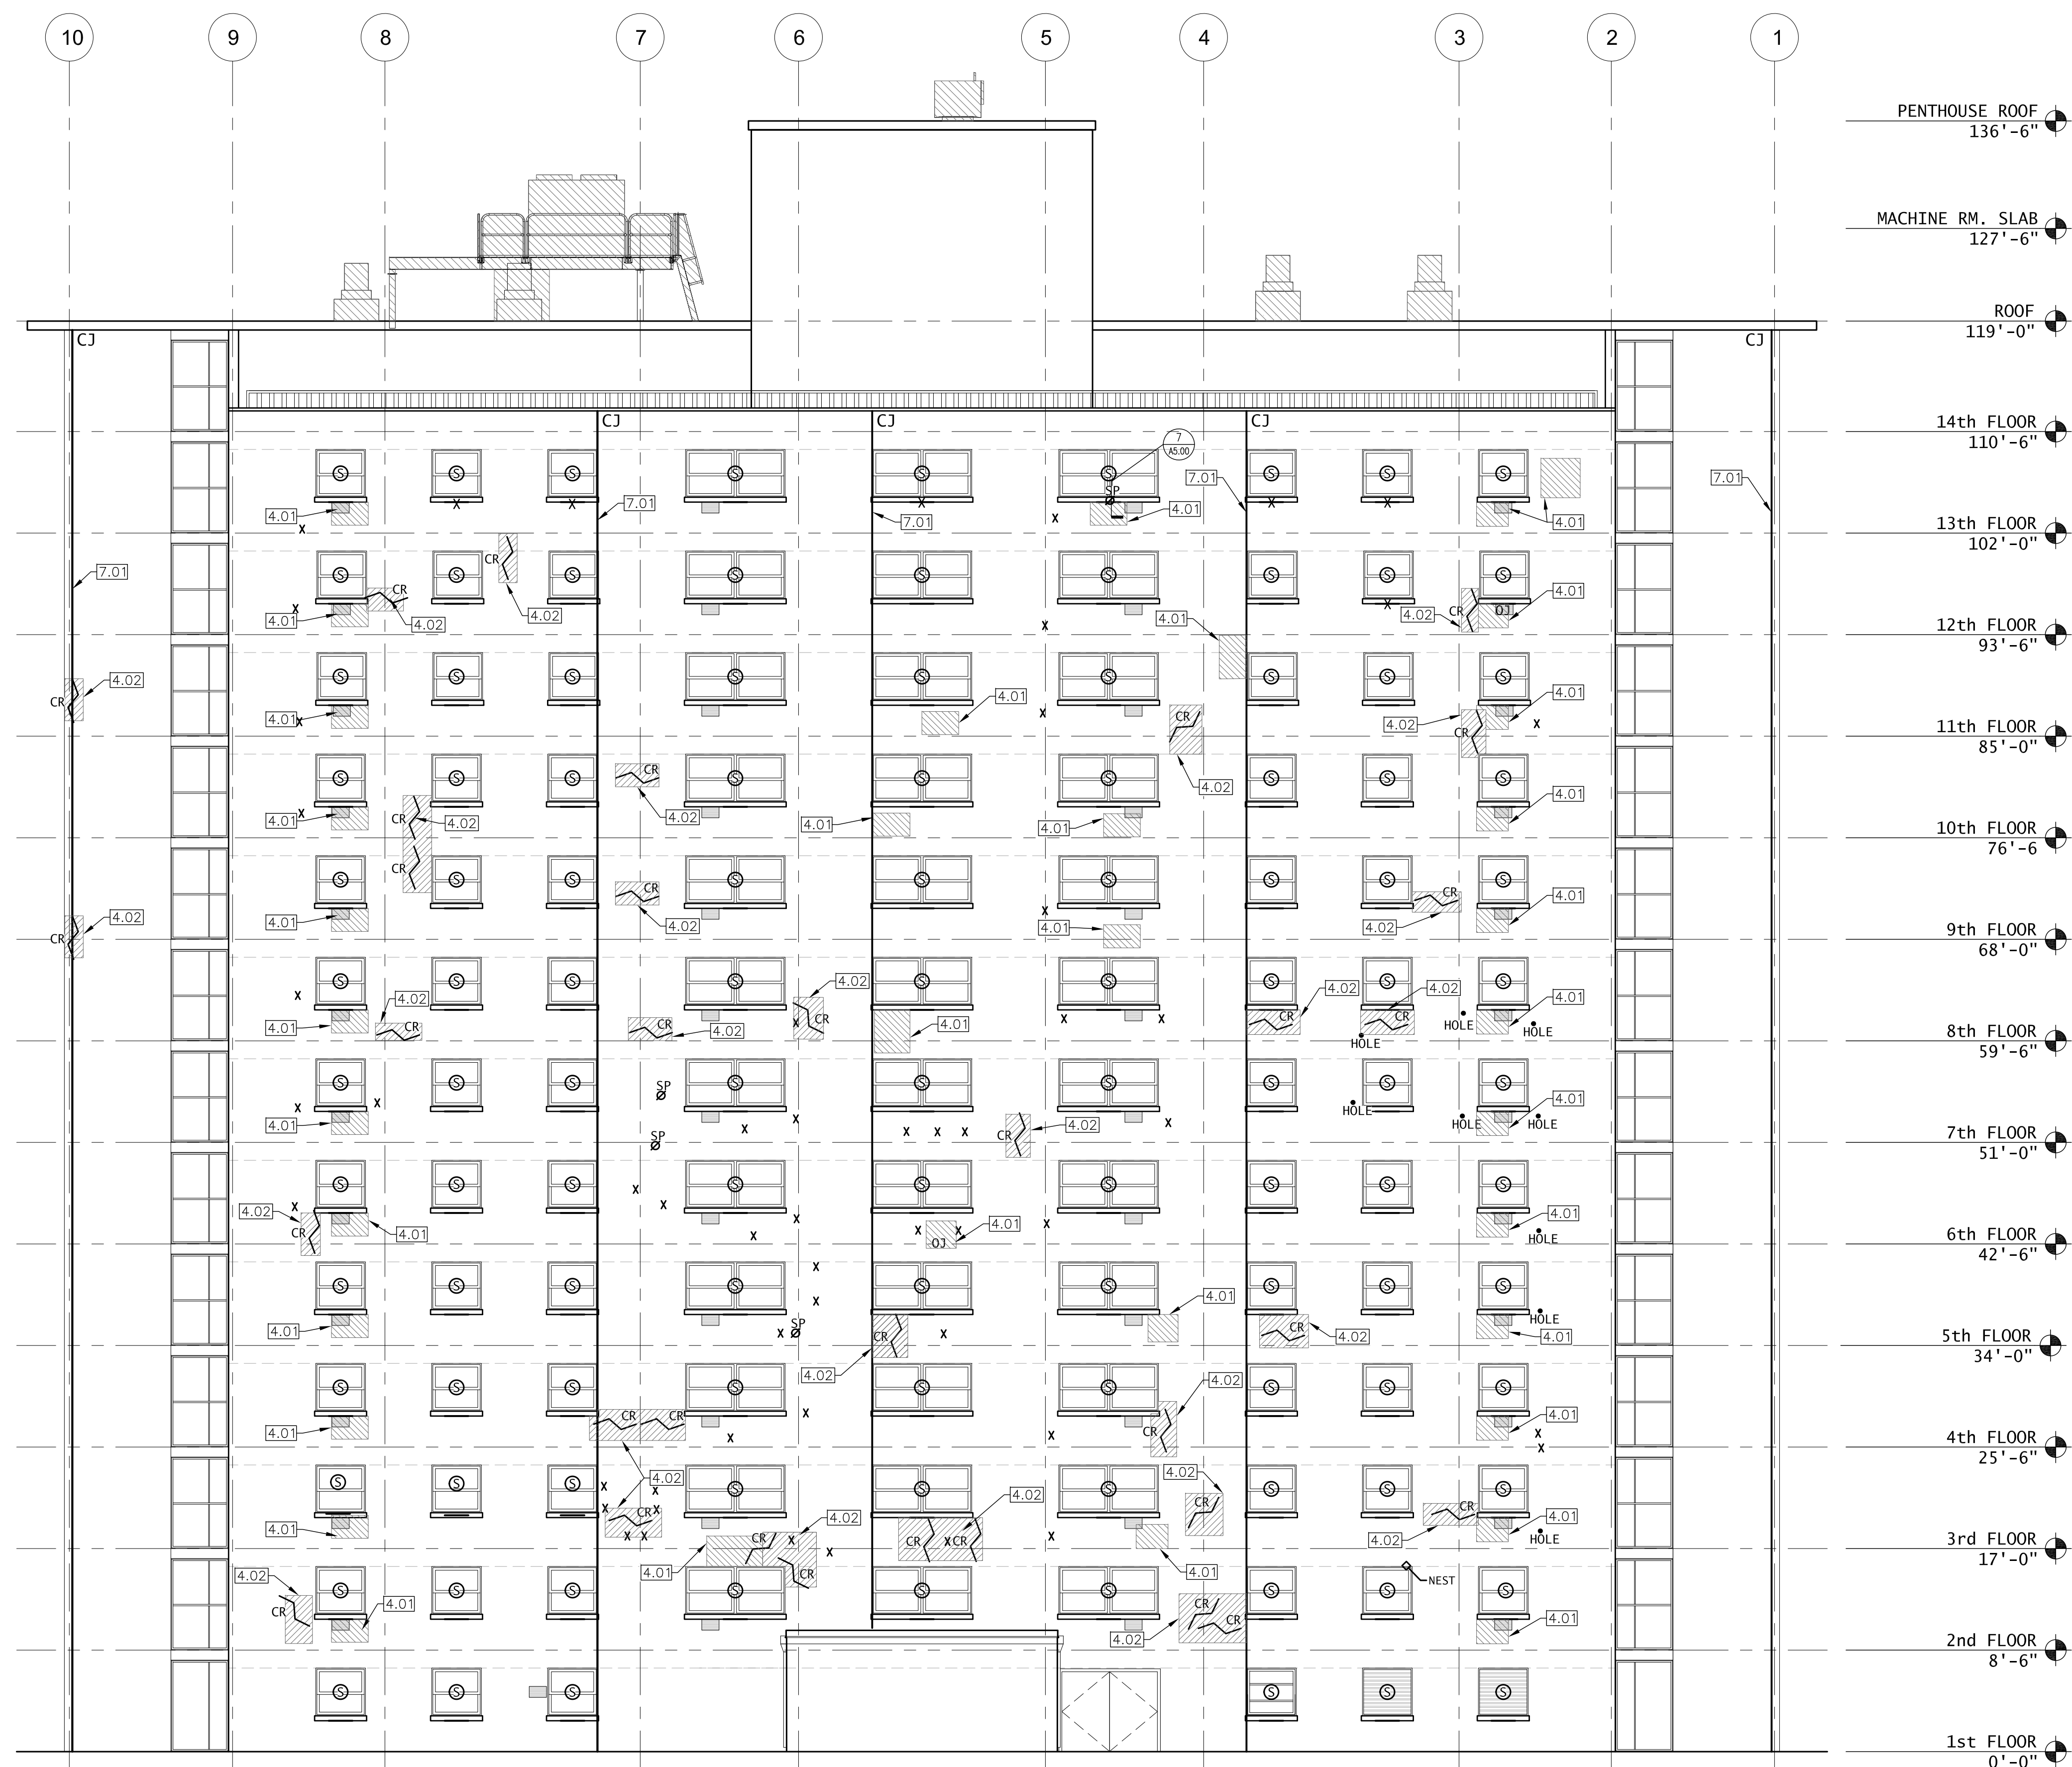 10 9 8 7 6 5 4 3 2 1
PENTHOUSE ROOF
136'-6"
MACHINE RM. SLAB
127'-6"
ROOF
119'-0"
CJ CJ
CJ CJ CJ
14th FLOOR
110'-6"
7
A5.00
S S S S S S S S S
7.01 7.01
SP
X X X X X
7.01 4.01
4.01 X 7.01 X 4.01
13th FLOOR
102'-0"
X
CR
7.01
S S S S S S S S S
CR 4.01
X X CR OJ
4.01 4.02 4.02 4.02
X 4.01
12th FLOOR
93'-6"
4.02
S S S S S S S S S
CR
4.01 4.01
4.01 X X CR 4.02 X
CR
11th FLOOR
85'-0"
CR
S S S S S S S S S
4.02
4.01
X
4.01 CR 4.02 4.02 4.01 4.01
10th FLOOR
76'-6
CR
S S S S S S S S S
CR CR
4.01
X
4.02 4.01 4.02 4.02 4.01
CR
9th FLOOR
68'-0"
S S S S S S S S S
4.02 4.02 4.02
X 4.02 4.01
4.01 CR CR 4.02 X CR 4.01 X X CR CR HOLE HOLE
HOLE
8th FLOOR
59'-6"
S S S S S S S S S
SP
X X 4.01
HOLE
4.01 X X X X X 4.02 X HOLE HOLE
SP CR
7th FLOOR
51'-0"
S S S S S S S S S
X X
4.02 X X 4.01
CR 4.01 X X X X 4.01
OJ HOLE
6th FLOOR
42'-6"
X
S S S S S S S S S
X 4.01
HOLE
4.01 X SP CR X CR 4.02 4.01
5th FLOOR
34'-0"
4.02 4.02
S S S S S S S S S
CR CR X 4.01
4.01 X X CR X
X
4.02
4th FLOOR
25'-6"
4.02
S S S S S S S S S
X X 4.02
X X CR CR
4.02 CR
4.01 X X CR X CR X CR X 4.02 HOLE
X
3rd FLOOR
17'-0"
4.02 4.01 CR 4.01
NEST
S S S S S S S S S
CR 4.01 CR 4.01
CR
4.02
2nd FLOOR
8'-6"
S S S S S S
1st FLOOR
0'-0"